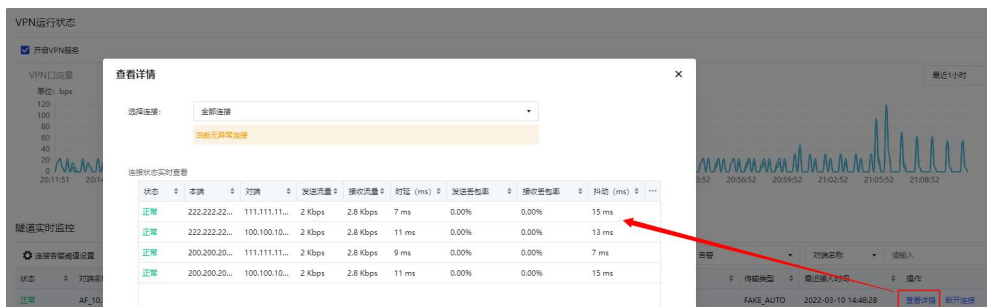 VPN运行状态
开启VPN服务
VPN口流量
最近1小时
单位: bps
120
100
80
60
40
20
0
20:11:51
20:56:52 20:59:52 21:02:52 21:05:52 21:08:52
查看详情
选择连接: 全部连接
当前无异常连接
连接状态实时查看
状态 本端 对端 发送流量 接收流量 时延 (ms) 发送丢包率 接收丢包率 抖动 (ms) ...
正常 222.222.22... 111.111.11... 2 Kbps 2.8 Kbps 7 ms 0.00% 0.00% 15 ms
正常 222.222.22... 100.100.10... 2 Kbps 2.8 Kbps 11 ms 0.00% 0.00% 13 ms
正常 200.200.20... 111.111.11... 2 Kbps 2.8 Kbps 9 ms 0.00% 0.00% 7 ms
正常 200.200.20... 100.100.10... 2 Kbps 2.8 Kbps 11 ms 0.00% 0.00% 15 ms
隧道实时监控
连接告警阈值设置
告警 对端名称 请输入
状态 对端名 传输类型 最近接入时间 操作
正常 AF_10. FAKE_AUTO 2022-03-10 14:48:28 查看详情 断开连接